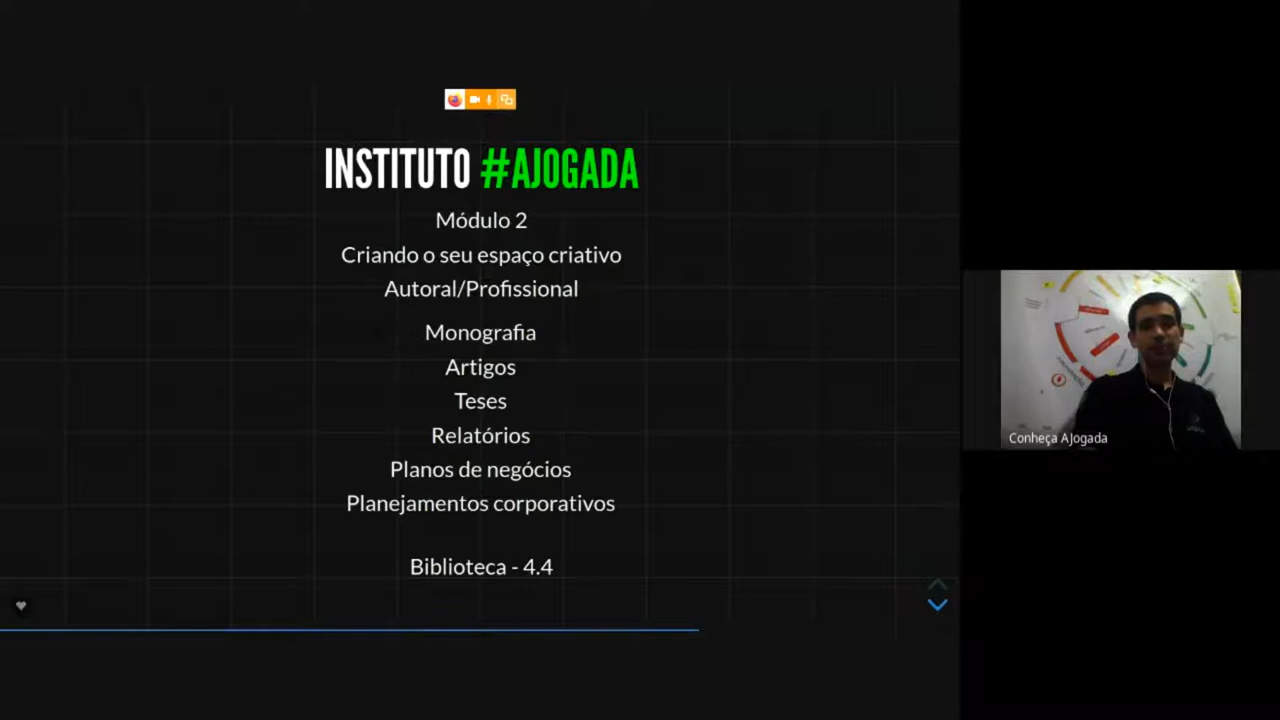 INSTITUTO #AJOGADA
Módulo 2
Criando o seu espaço criativo
Autoral/Profissional
Monografia
Artigos
Teses
Relatórios
Planos de negócios
Planejamentos corporativos
Biblioteca - 4.4
Conheça AJogada